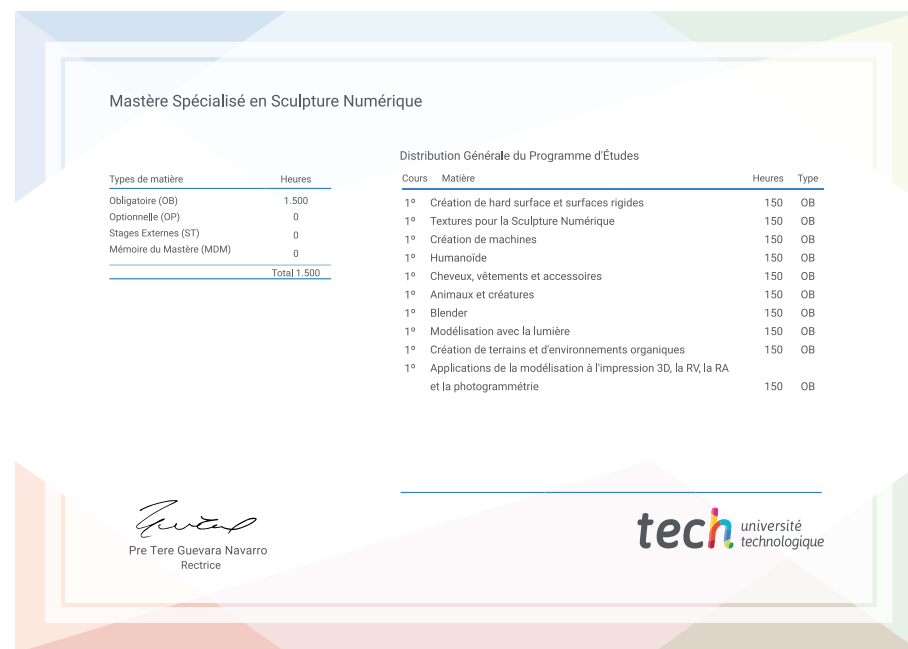 Mastère Spécialisé en Sculpture Numérique
Types de matière Heures
Obligatoire (OB) 1.500
Optionnelle (OP) 0
Stages Externes (ST) 0
Mémoire du Mastère (MDM) 0
Total 1.500
Distribution Générale du Programme d'Études
Cours Matière Heures Type
1º Création de hard surface et surfaces rigides 150 OB
1º Textures pour la Sculpture Numérique 150 OB
1º Création de machines 150 OB
1º Humanoïde 150 OB
1º Cheveux, vêtements et accessoires 150 OB
1º Animaux et créatures 150 OB
1º Blender 150 OB
1º Modélisation avec la lumière 150 OB
1º Création de terrains et d'environnements organiques 150 OB
1º Applications de la modélisation à l'impression 3D, la RV, la RA
et la photogrammétrie 150 OB
Pre Tere Guevara Navarro
Rectrice
tech université
technologique